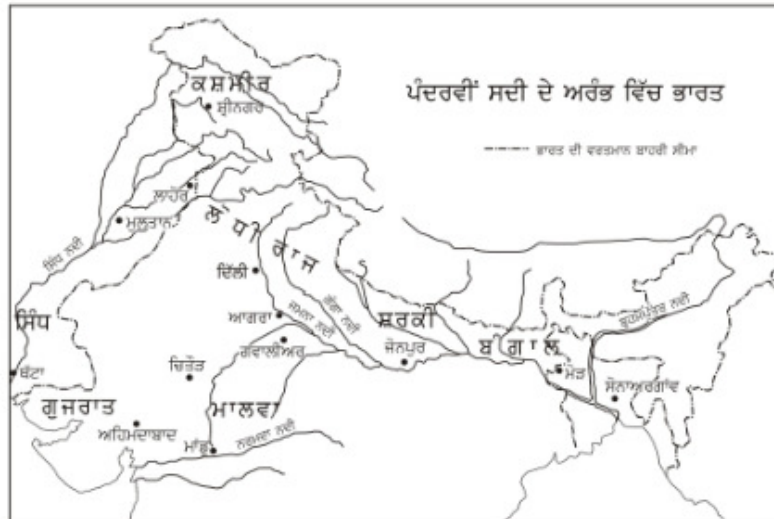 ਪੰਦਰਵੀਂ ਸਦੀ ਦੇ ਅਰੰਭ ਵਿੱਚ ਭਾਰਤ
ਭਾਰਤ ਦੀ ਵਰਤਮਾਨ ਬਾਹਰੀ ਸੀਮਾ
ਕਸ਼ਮੀਰ
ਸ਼੍ਰੀਨਗਰ
ਲਾਹੌਰ
ਮੁਲਤਾਨ
ਲੋਧੀ ਰਾਜ
ਸਿੰਧ ਨਦੀ
ਦਿੱਲੀ
ਸਿੰਧ
ਆਗਰਾ
ਜਮਨਾ ਨਦੀ
ਗੰਗਾ ਨਦੀ
ਸ਼ਰਕੀ
ਬ੍ਰਹਮਪੁੱਤਰ ਨਦੀ
ਗਵਾਲੀਅਰ
ਜੌਨਪੁਰ
ਬੰਗਾਲ
ਥੱਟਾ
ਚਿਤੌੜ
ਗੌੜ
ਸੋਨਾਅਰਗਾਂਵ
ਗੁਜਰਾਤ
ਮਾਲਵਾ
ਅਹਿਮਦਾਬਾਦ
ਮਾਂਡੂ
ਨਰਮਦਾ ਨਦੀ